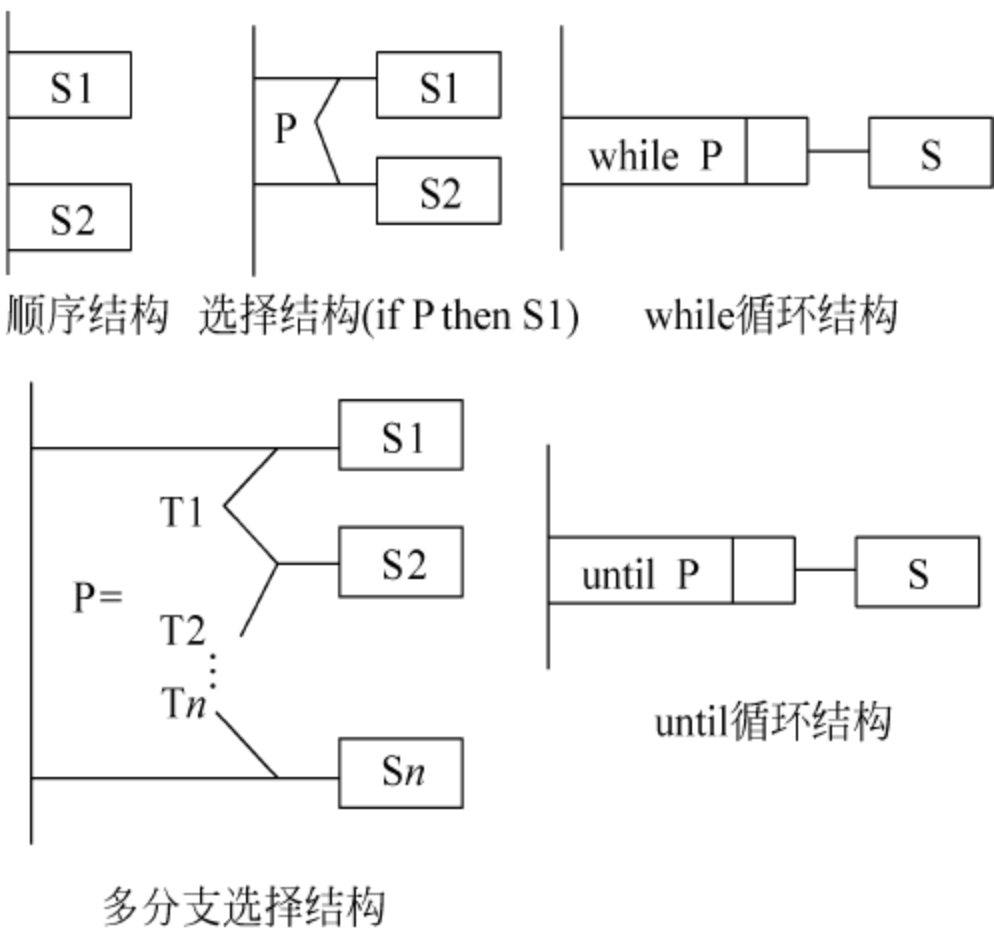 S1
S2
顺序结构
P
S1
S2
选择结构(if P then S1)
while P
S
while循环结构
P=
T1
T2
⋮
Tn
S1
S2
Sn
多分支选择结构
until P
S
until循环结构